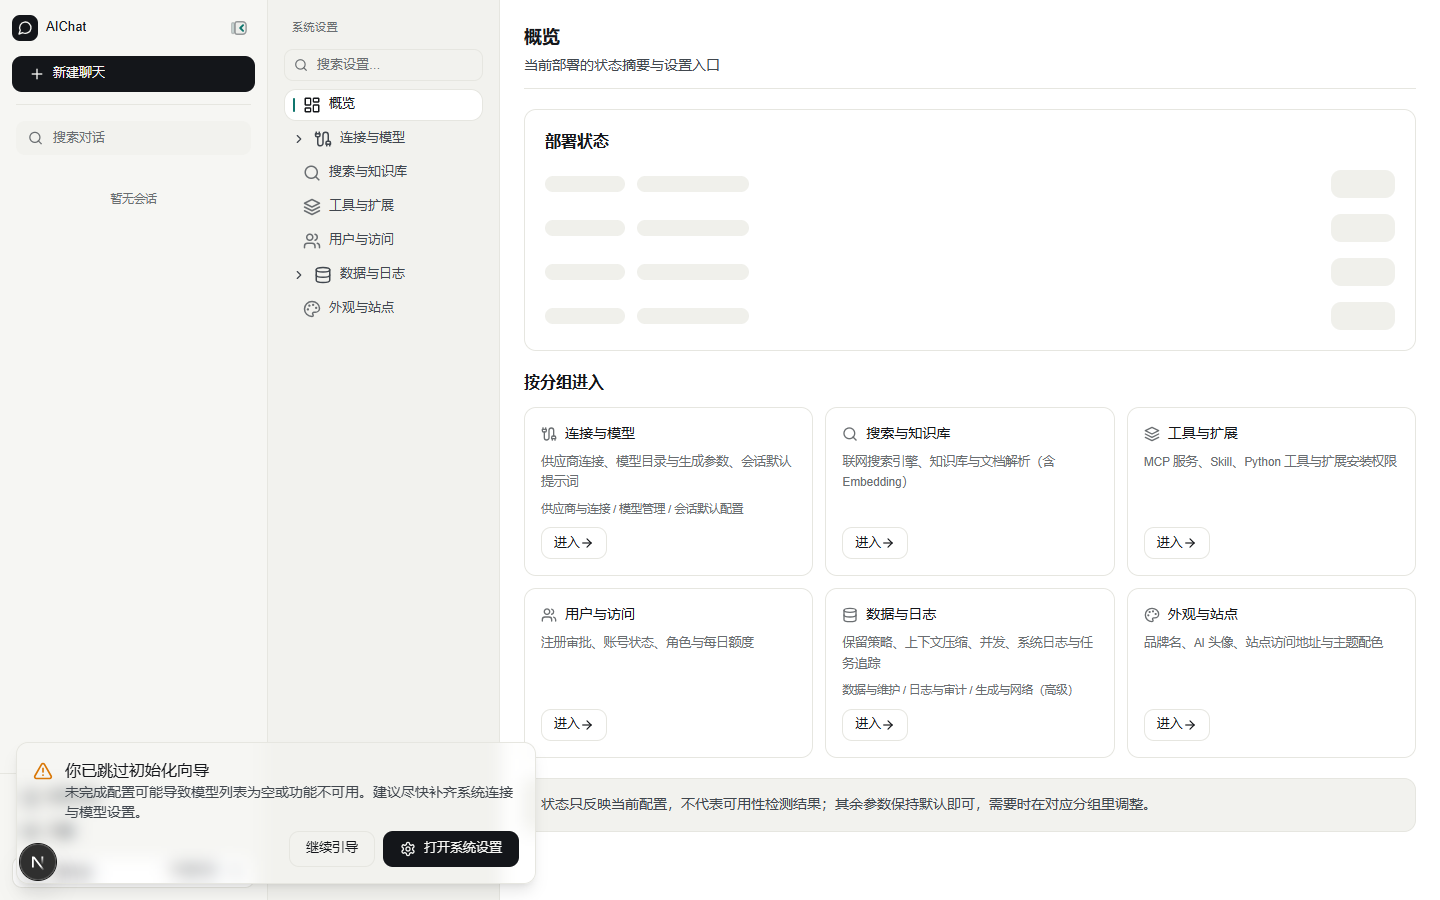 AIChat
新建聊天
搜索对话
暂无会话
系统设置
搜索设置...
概览
连接与模型
搜索与知识库
工具与扩展
用户与访问
数据与日志
外观与站点
概览
当前部署的状态摘要与设置入口
部署状态
按分组进入
连接与模型
供应商连接、模型目录与生成参数、会话默认
提示词
供应商与连接 / 模型管理 / 会话默认配置
进入→
搜索与知识库
联网搜索引擎、知识库与文档解析（含
Embedding）
进入→
工具与扩展
MCP 服务、Skill、Python 工具与扩展安装权限
进入→
用户与访问
注册审批、账号状态、角色与每日额度
进入→
数据与日志
保留策略、上下文压缩、并发、系统日志与任
务追踪
数据与维护 / 日志与审计 / 生成与网络（高级）
进入→
外观与站点
品牌名、AI 头像、站点访问地址与主题配色
进入→
状态只反映当前配置，不代表可用性检测结果；其余参数保持默认即可，需要时在对应分组里调整。
你已跳过初始化向导
未完成配置可能导致模型列表为空或功能不可用。建议尽快补齐系统连接
与模型设置。
继续引导
打开系统设置
N